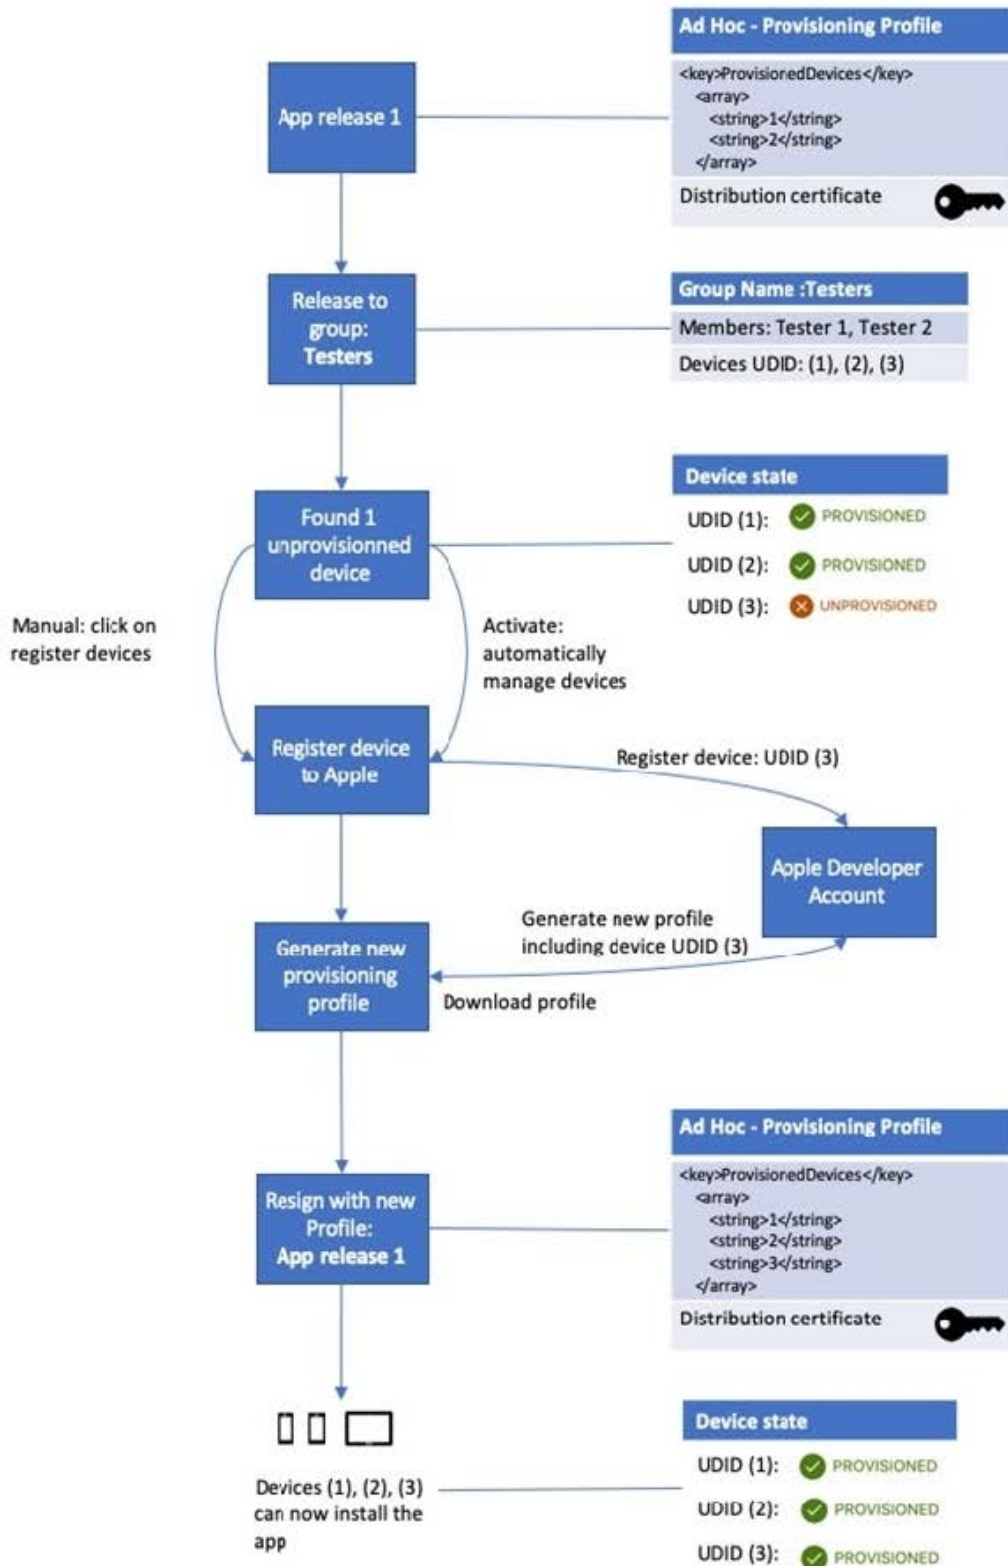 Ad Hoc - Provisioning Profile
<key>ProvisionedDevices</key>
<array>
<string>1</string>
<string>2</string>
</array>
Distribution certificate
App release 1
Release to
group:
Testers
Group Name :Testers
Members: Tester 1, Tester 2
Devices UDID: (1), (2), (3)
Found 1
unprovisionned
device
Device state
UDID (1): PROVISIONED
UDID (2): PROVISIONED
UDID (3): UNPROVISIONED
Manual: click on
register devices
Activate:
automatically
manage devices
Register device
to Apple
Register device: UDID (3)
Apple Developer
Account
Generate new profile
including device UDID (3)
Generate new
provisioning
profile
Download profile
Ad Hoc - Provisioning Profile
<key>ProvisionedDevices</key>
<array>
<string>1</string>
<string>2</string>
<string>3</string>
</array>
Distribution certificate
Resign with new
Profile:
App release 1
Devices (1), (2), (3)
can now install the
app
Device state
UDID (1): PROVISIONED
UDID (2): PROVISIONED
UDID (3): PROVISIONED